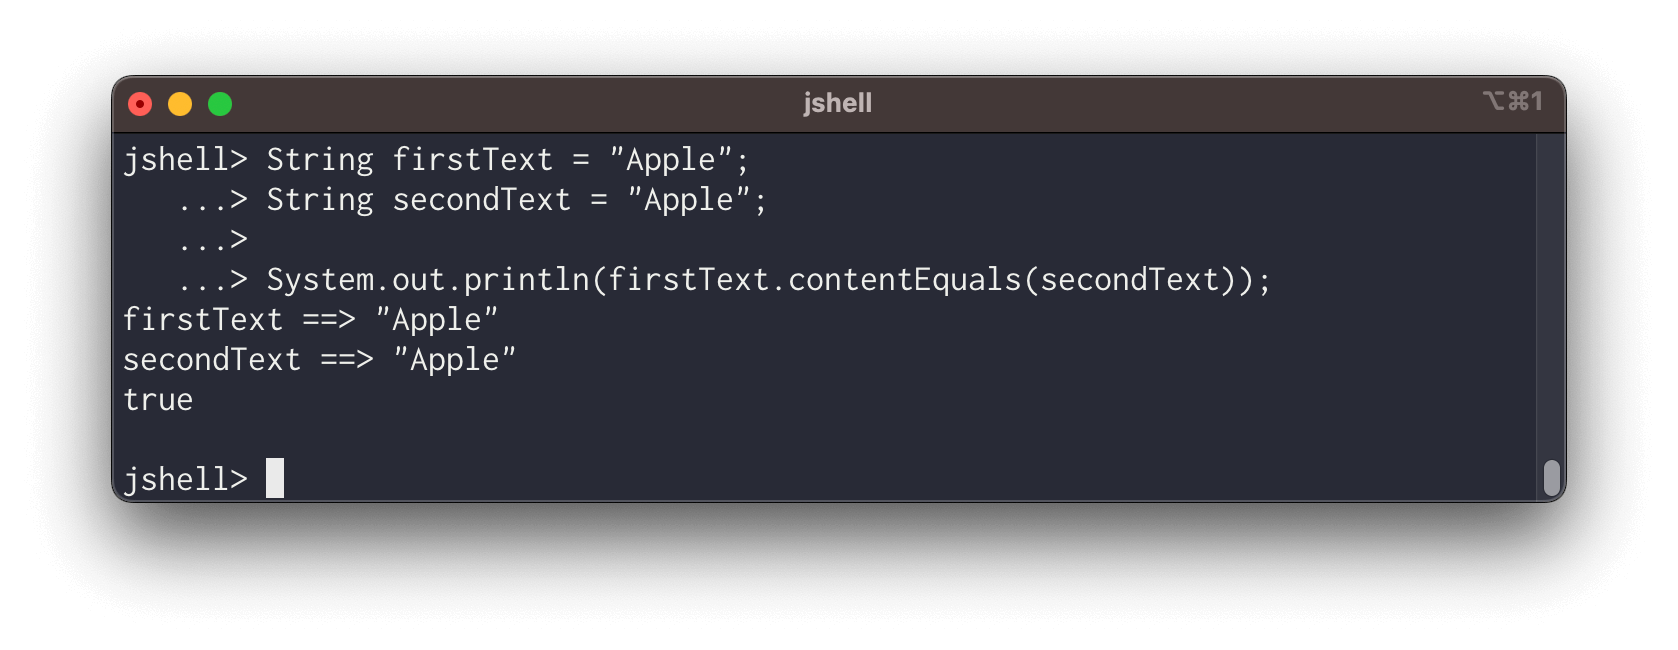 jshell
⌥⌘1
jshell> String firstText = "Apple";
...> String secondText = "Apple";
...>
...> System.out.println(firstText.contentEquals(secondText));
firstText ==> "Apple"
secondText ==> "Apple"
true
jshell>